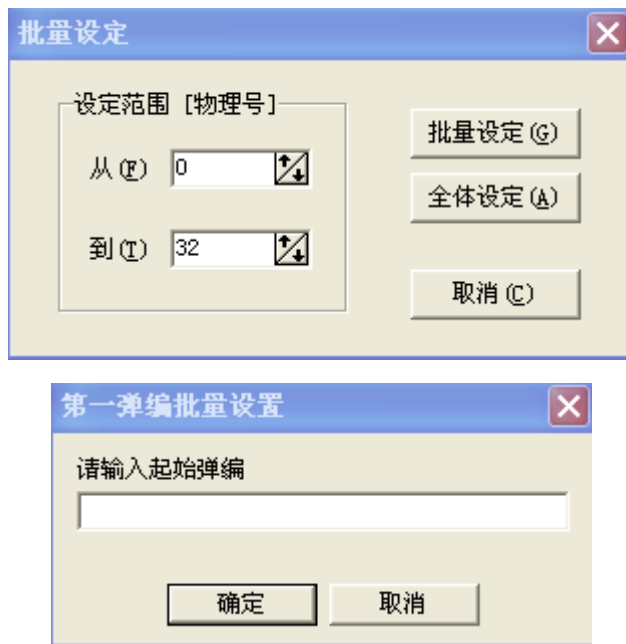 批量设定
设定范围 [物理号]
批量设定(G)
从(F) 0
全体设定(A)
到(T) 32
取消(C)
第一弹编批量设置
请输入起始弹编
确定 取消